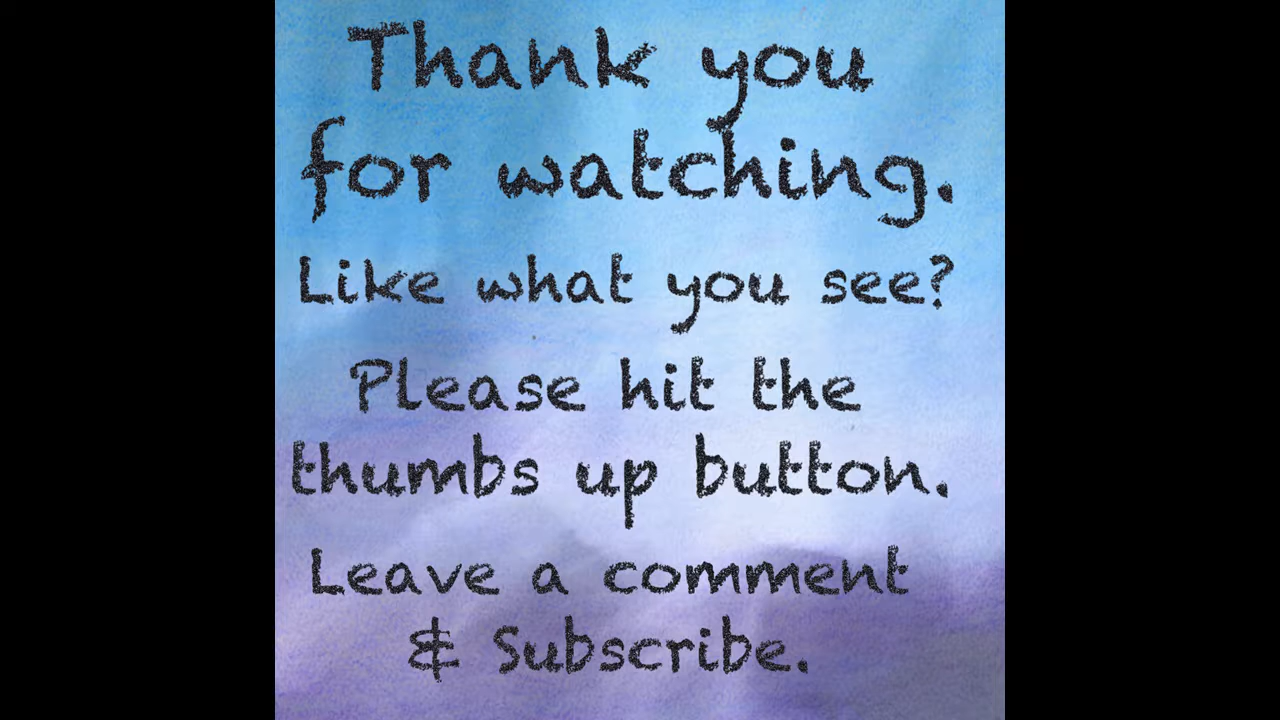 Thank you
for watching.
Like what you see?
Please hit the
thumbs up button.
Leave a comment
& Subscribe.